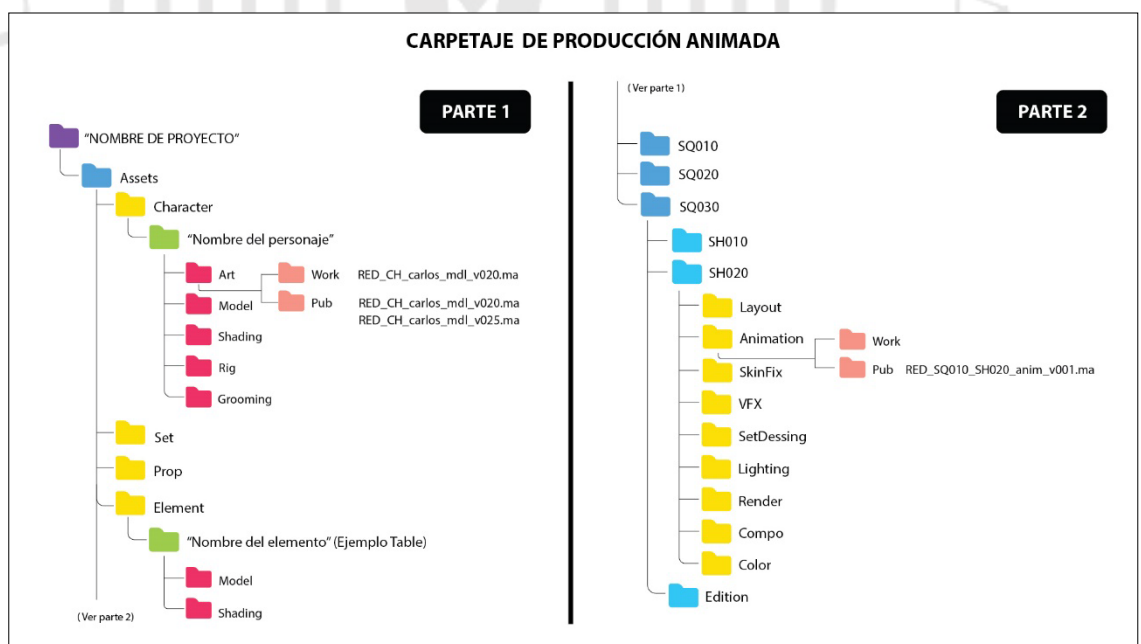 CARPETAJE DE PRODUCCIÓN ANIMADA
PARTE 1
"NOMBRE DE PROYECTO"
Assets
Character
"Nombre del personaje"
Art
Work RED_CH_carlos_mdl_v020.ma
Model
Pub RED_CH_carlos_mdl_v020.ma
RED_CH_carlos_mdl_v025.ma
Shading
Rig
Grooming
Set
Prop
Element
"Nombre del elemento" (Ejemplo Table)
Model
Shading
(Ver parte 2)
(Ver parte 1)
PARTE 2
SQ010
SQ020
SQ030
SH010
SH020
Layout
Animation
Work
SkinFix
Pub RED_SQ010_SH020_anim_v001.ma
VFX
SetDessing
Lighting
Render
Compo
Color
Edition